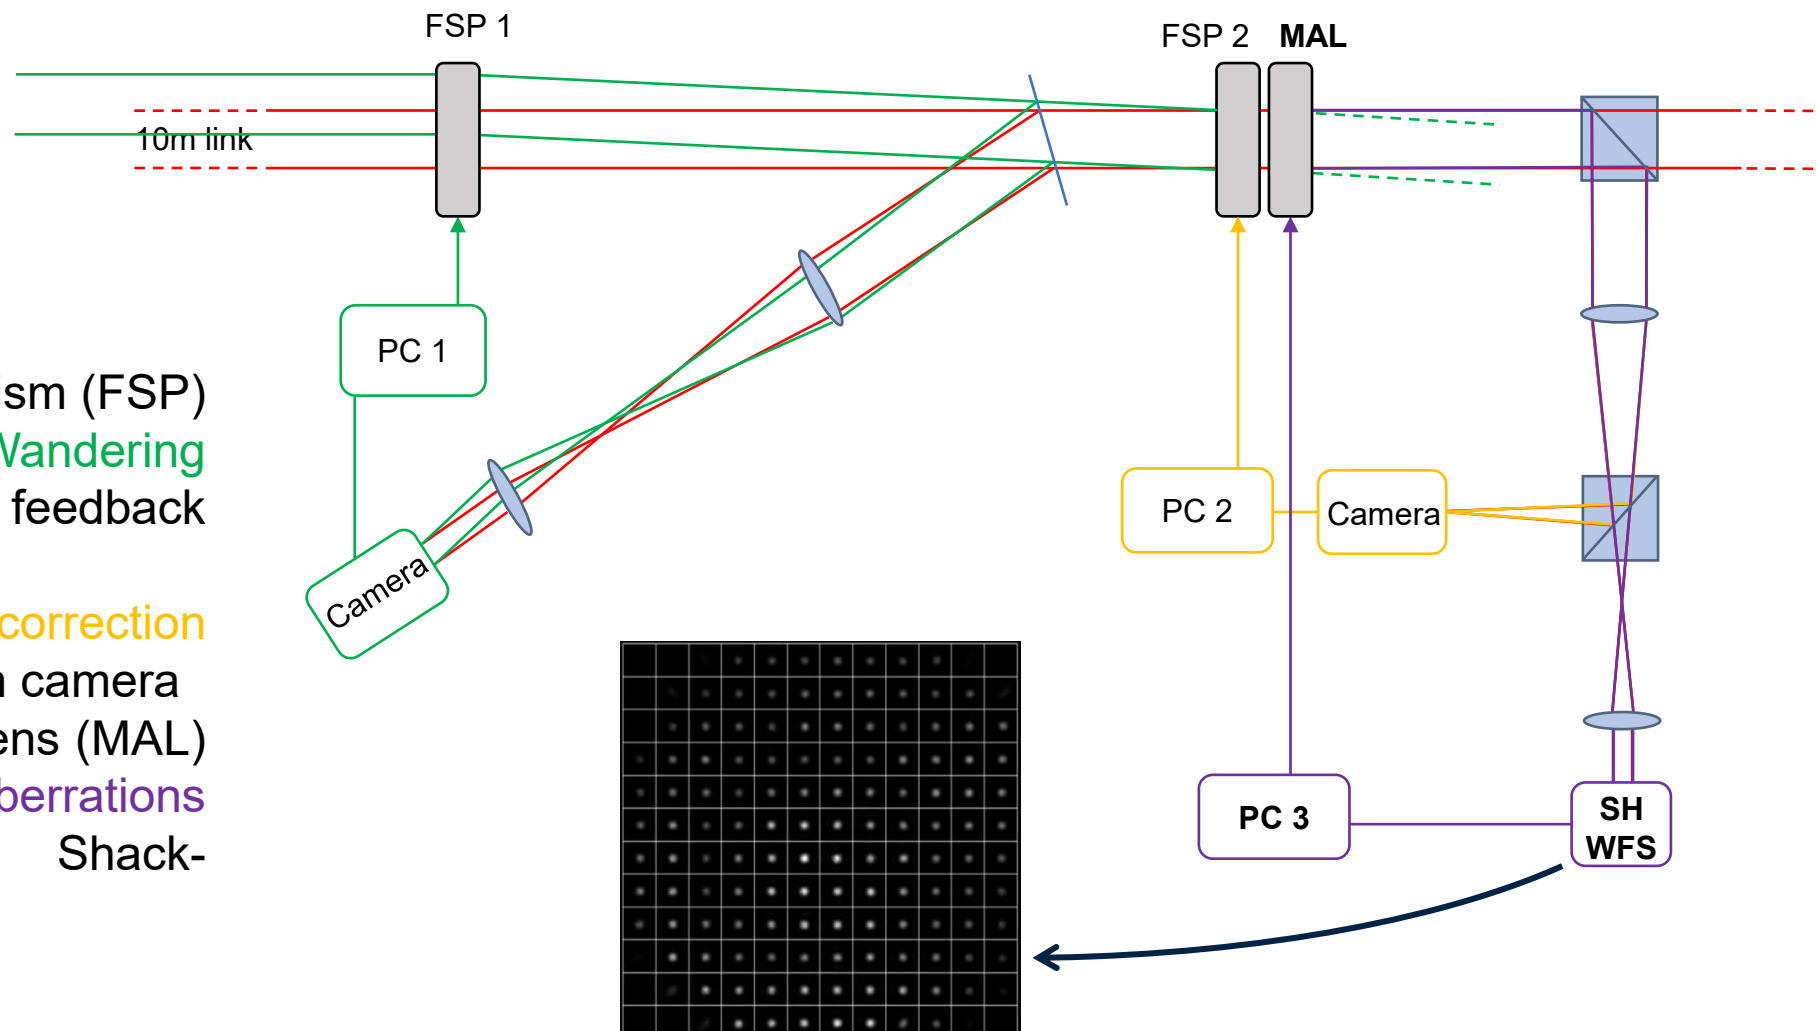 FSP 1
FSP 2 MAL
10m link
PC 1
ism (FSP)
Wandering
feedback
PC 2
Camera
Camera
correction
n camera
ens (MAL)
berrations
Shack-
PC 3
SH
WFS